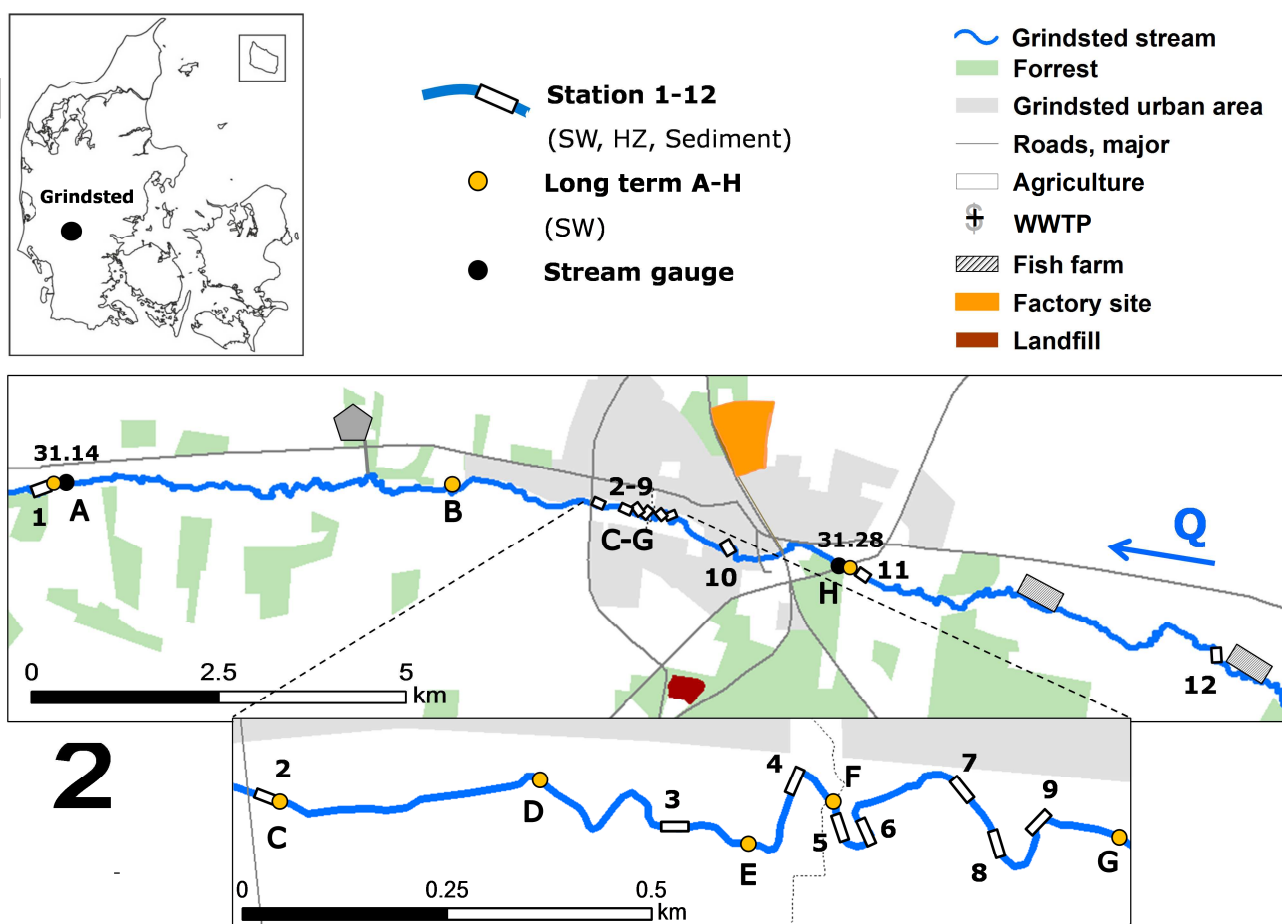 Grindsted
Station 1-12
(SW, HZ, Sediment)
Long term A-H
(SW)
Stream gauge
Grindsted stream
Forrest
Grindsted urban area
Roads, major
Agriculture
$+ WWTP
Fish farm
Factory site
Landfill
31.14
1
A
B
2-9
C-G
10
31.28
H
11
Q
12
0
2.5
5
km
2
2
C
D
3
E
4
F
5
6
7
8
9
G
0
0.25
0.5
km